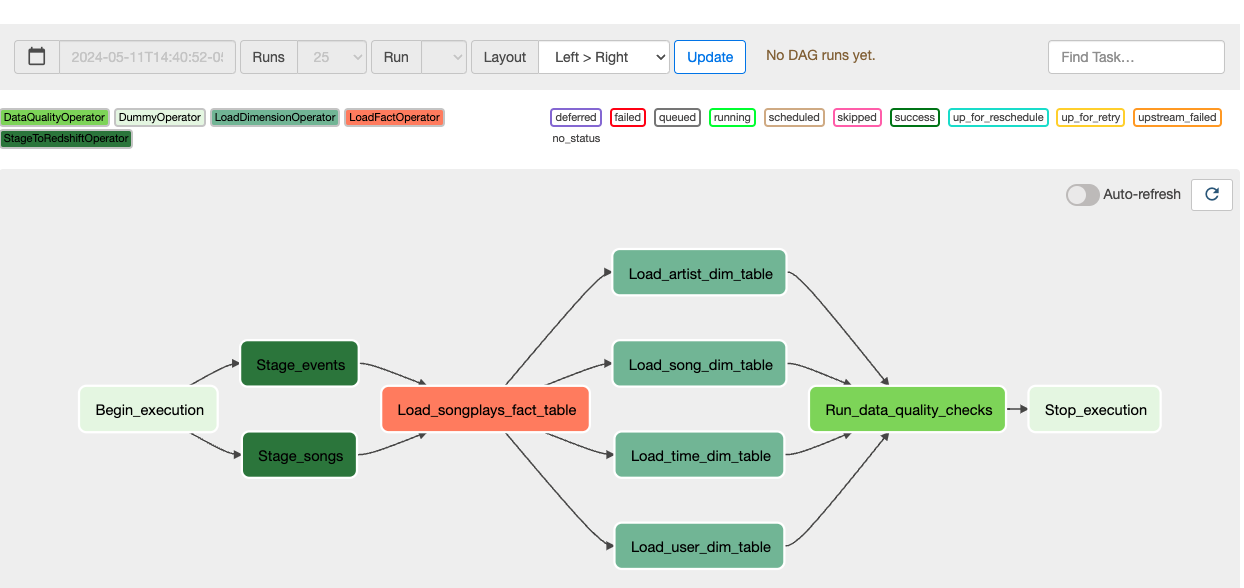 2024-05-11T14:40:52-05 Runs 25 Run Layout Left > Right Update No DAG runs yet. Find Task...
DataQualityOperator DummyOperator LoadDimensionOperator LoadFactOperator deferred failed queued running scheduled skipped success up_for_reschedule up_for_retry upstream_failed
StageToRedshiftOperator no_status
Auto-refresh
Load_artist_dim_table
Stage_events Load_song_dim_table
Begin_execution Load_songplays_fact_table Run_data_quality_checks Stop_execution
Stage_songs Load_time_dim_table
Load_user_dim_table